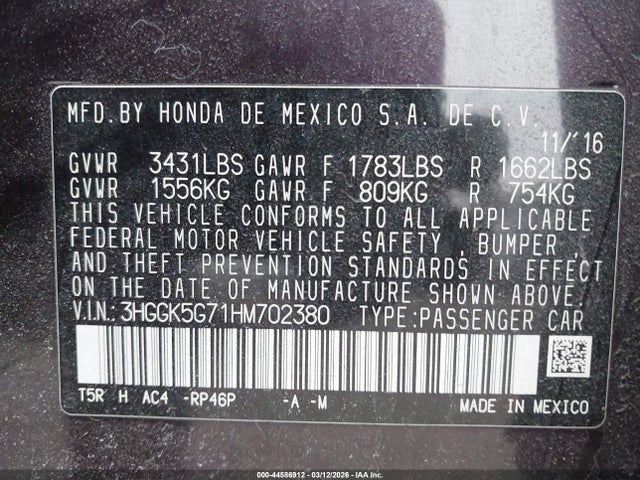 MFD. BY HONDA DE MEXICO S.A. DE C.V.
11/'16
GVWR 3431LBS GAWR F 1783LBS R 1662LBS
GVWR 1556KG GAWR F 809KG R 754KG
THIS VEHICLE CONFORMS TO ALL APPLICABLE
FEDERAL MOTOR VEHICLE SAFETY , BUMPER ,
AND THEFT PREVENTION STANDARDS IN EFFECT
ON THE DATE OF MANUFACTURE SHOWN ABOVE.
V.I.N.: 3HGGK5G71HM702380 TYPE: PASSENGER CAR
T5R H AC4 -RP46P -A -M
MADE IN MEXICO
000-44586912 - 03/12/2026 - IAA Inc.